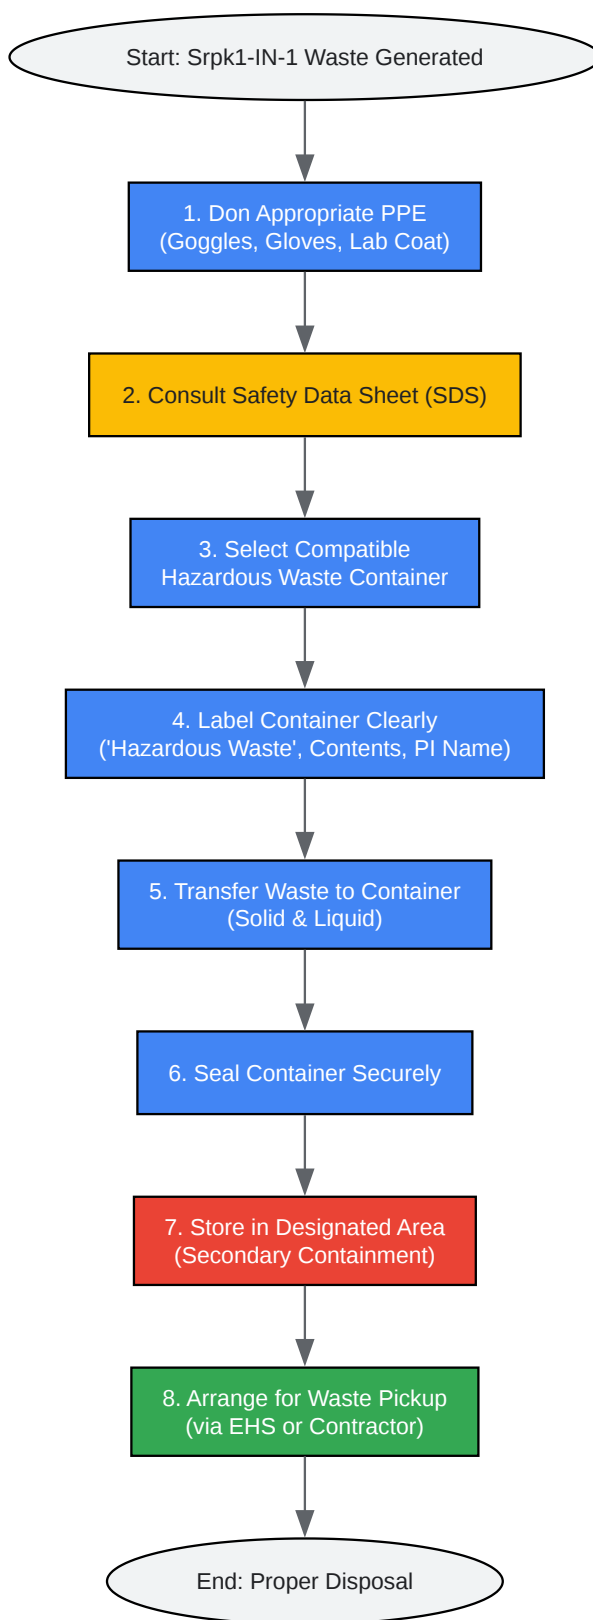 Start: Srpk1-IN-1 Waste Generated
1. Don Appropriate PPE
(Goggles, Gloves, Lab Coat)
2. Consult Safety Data Sheet (SDS)
3. Select Compatible
Hazardous Waste Container
4. Label Container Clearly
('Hazardous Waste', Contents, PI Name)
5. Transfer Waste to Container
(Solid & Liquid)
6. Seal Container Securely
7. Store in Designated Area
(Secondary Containment)
8. Arrange for Waste Pickup
(via EHS or Contractor)
End: Proper Disposal